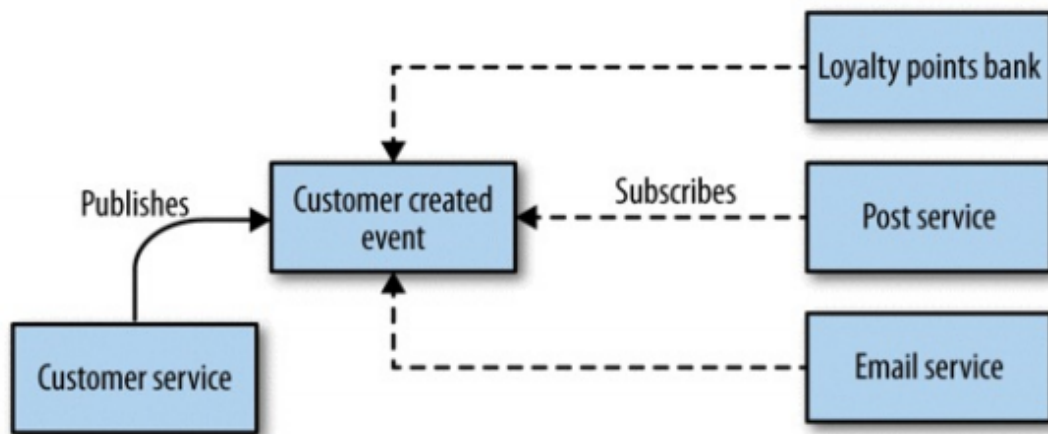 Loyalty points bank
Publishes
Customer created
event
Subscribes
Post service
Customer service
Email service